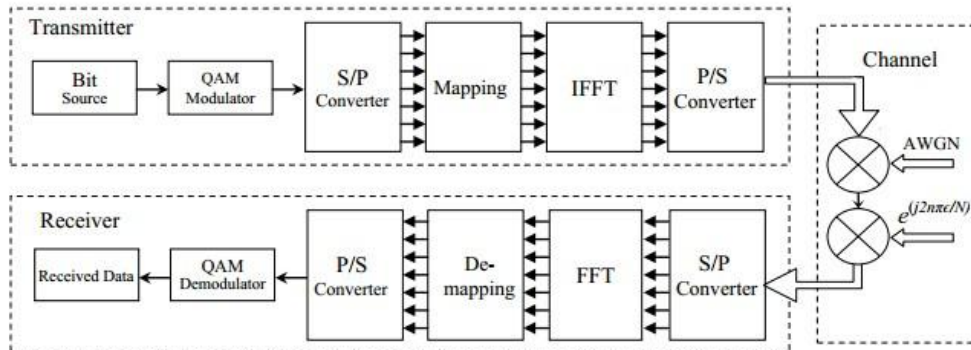 Transmitter
Bit
Source
QAM
Modulator
S/P
Converter
Mapping
IFFT
P/S
Converter
Channel
AWGN
e^(j2nπϵ/N)
Receiver
Received Data
QAM
Demodulator
P/S
Converter
De-
mapping
FFT
S/P
Converter